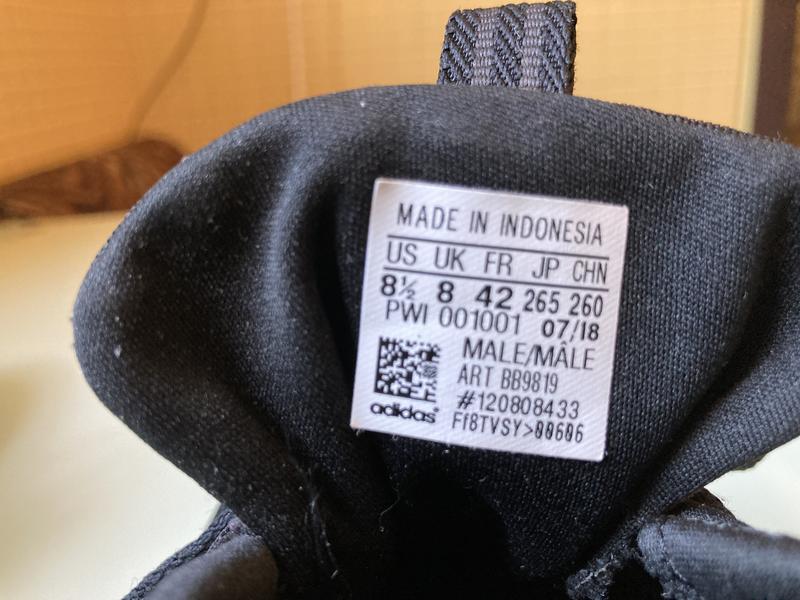 MADE IN INDONESIA
US UK FR JP CHN
8½ 8 42 265 260
PWI 001001 07/18
MALE/MÂLE
ART BB9819
#120808433
Ff8TVSY>00606
adidas®